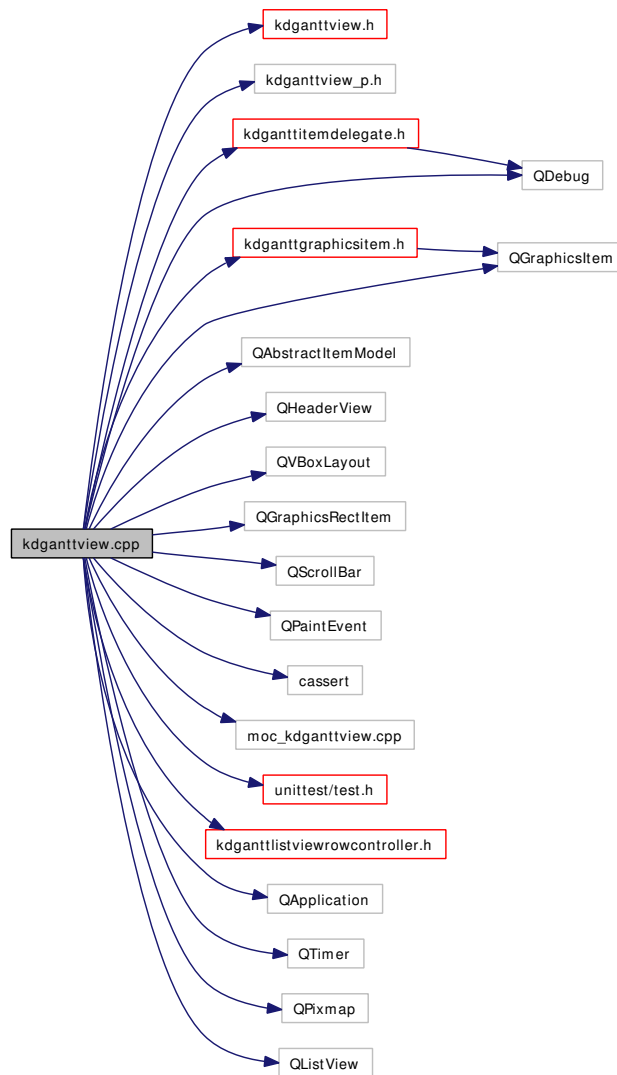 kdganttview.h
kdganttview_p.h
kdganttitemdelegate.h
QDebug
kdganttgraphicsitem.h
QGraphicsItem
QAbstractItemModel
QHeaderView
QVBoxLayout
QGraphicsRectItem
kdganttview.cpp
QScrollBar
QPaintEvent
cassert
moc_kdganttview.cpp
unittest/test.h
kdganttlistviewrowcontroller.h
QApplication
QTimer
QPixmap
QListView